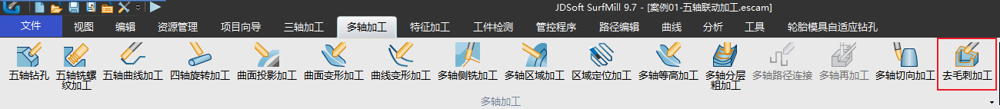 JDSoft SurfMill 9.7 - [案例01-五轴联动加工.escam]
文件 视图 编辑 资源管理 项目向导 三轴加工 多轴加工 特征加工 工件检测 管控程序 路径编辑 曲线 分析 工具 轮胎模具自适应钻孔
五轴钻孔 五轴铣螺 五轴曲线加工 四轴旋转加工 曲面投影加工 曲面变形加工 曲线变形加工 多轴侧铣加工 多轴区域加工 区域定位加工 多轴等高加工 多轴分层 多轴路径连接 多轴再加工 多轴切向加工 去毛刺加工
纹加工 粗加工
多轴加工